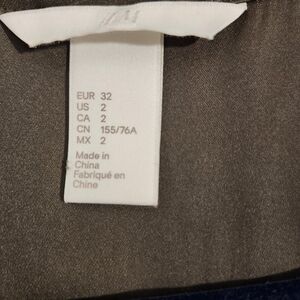 EUR 32
US 2
CA 2
CN 155/76A
MX 2
Made in
China
Fabriqué en
Chine